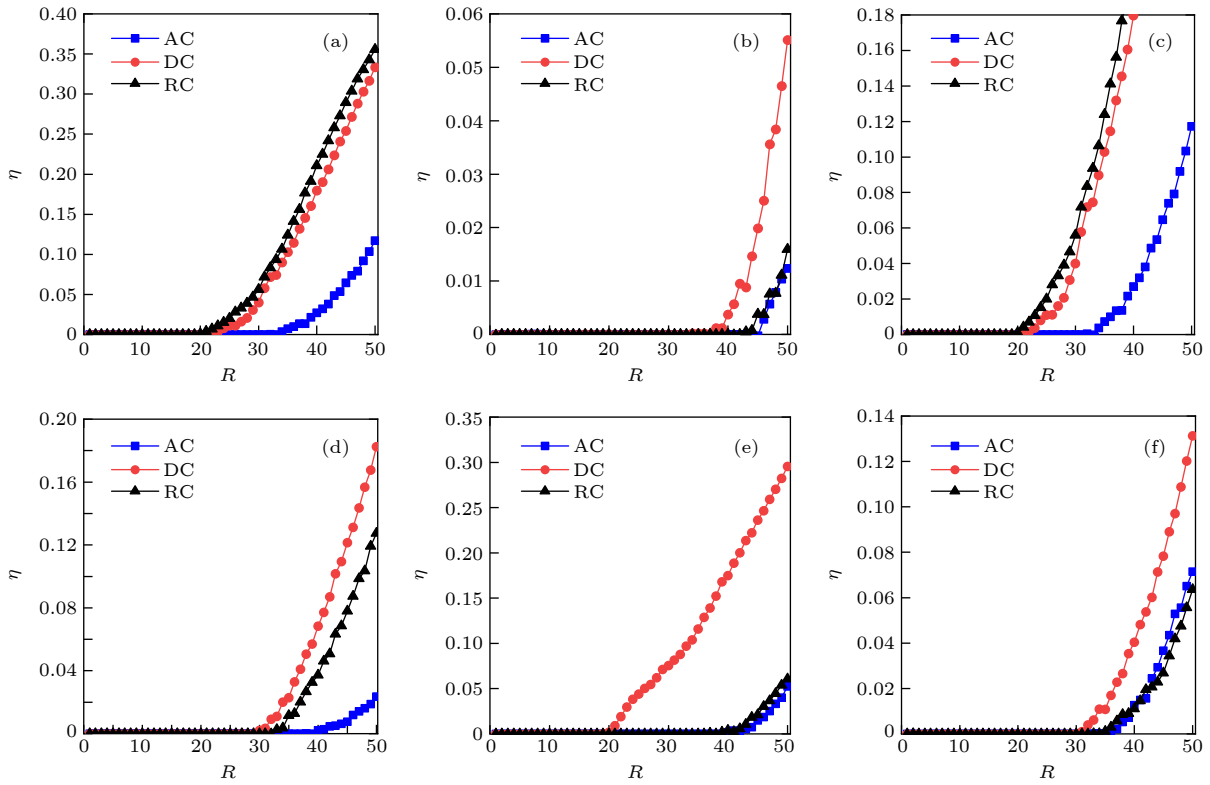 0.40
0.35
0.30
0.25
0.20
0.15
0.10
0.05
0
η
AC
DC
RC
(a)
0 10 20 30 40 50
R
0.06
0.05
0.04
0.03
0.02
0.01
0
η
AC
DC
RC
(b)
0 10 20 30 40 50
R
0.18
0.16
0.14
0.12
0.10
0.08
0.06
0.04
0.02
0
η
AC
DC
RC
(c)
0 10 20 30 40 50
R
0.20
0.16
0.12
0.08
0.04
0
η
AC
DC
RC
(d)
0 10 20 30 40 50
R
0.35
0.30
0.25
0.20
0.15
0.10
0.05
0
η
AC
DC
RC
(e)
0 10 20 30 40 50
R
0.14
0.12
0.10
0.08
0.06
0.04
0.02
0
η
AC
DC
RC
(f)
0 10 20 30 40 50
R